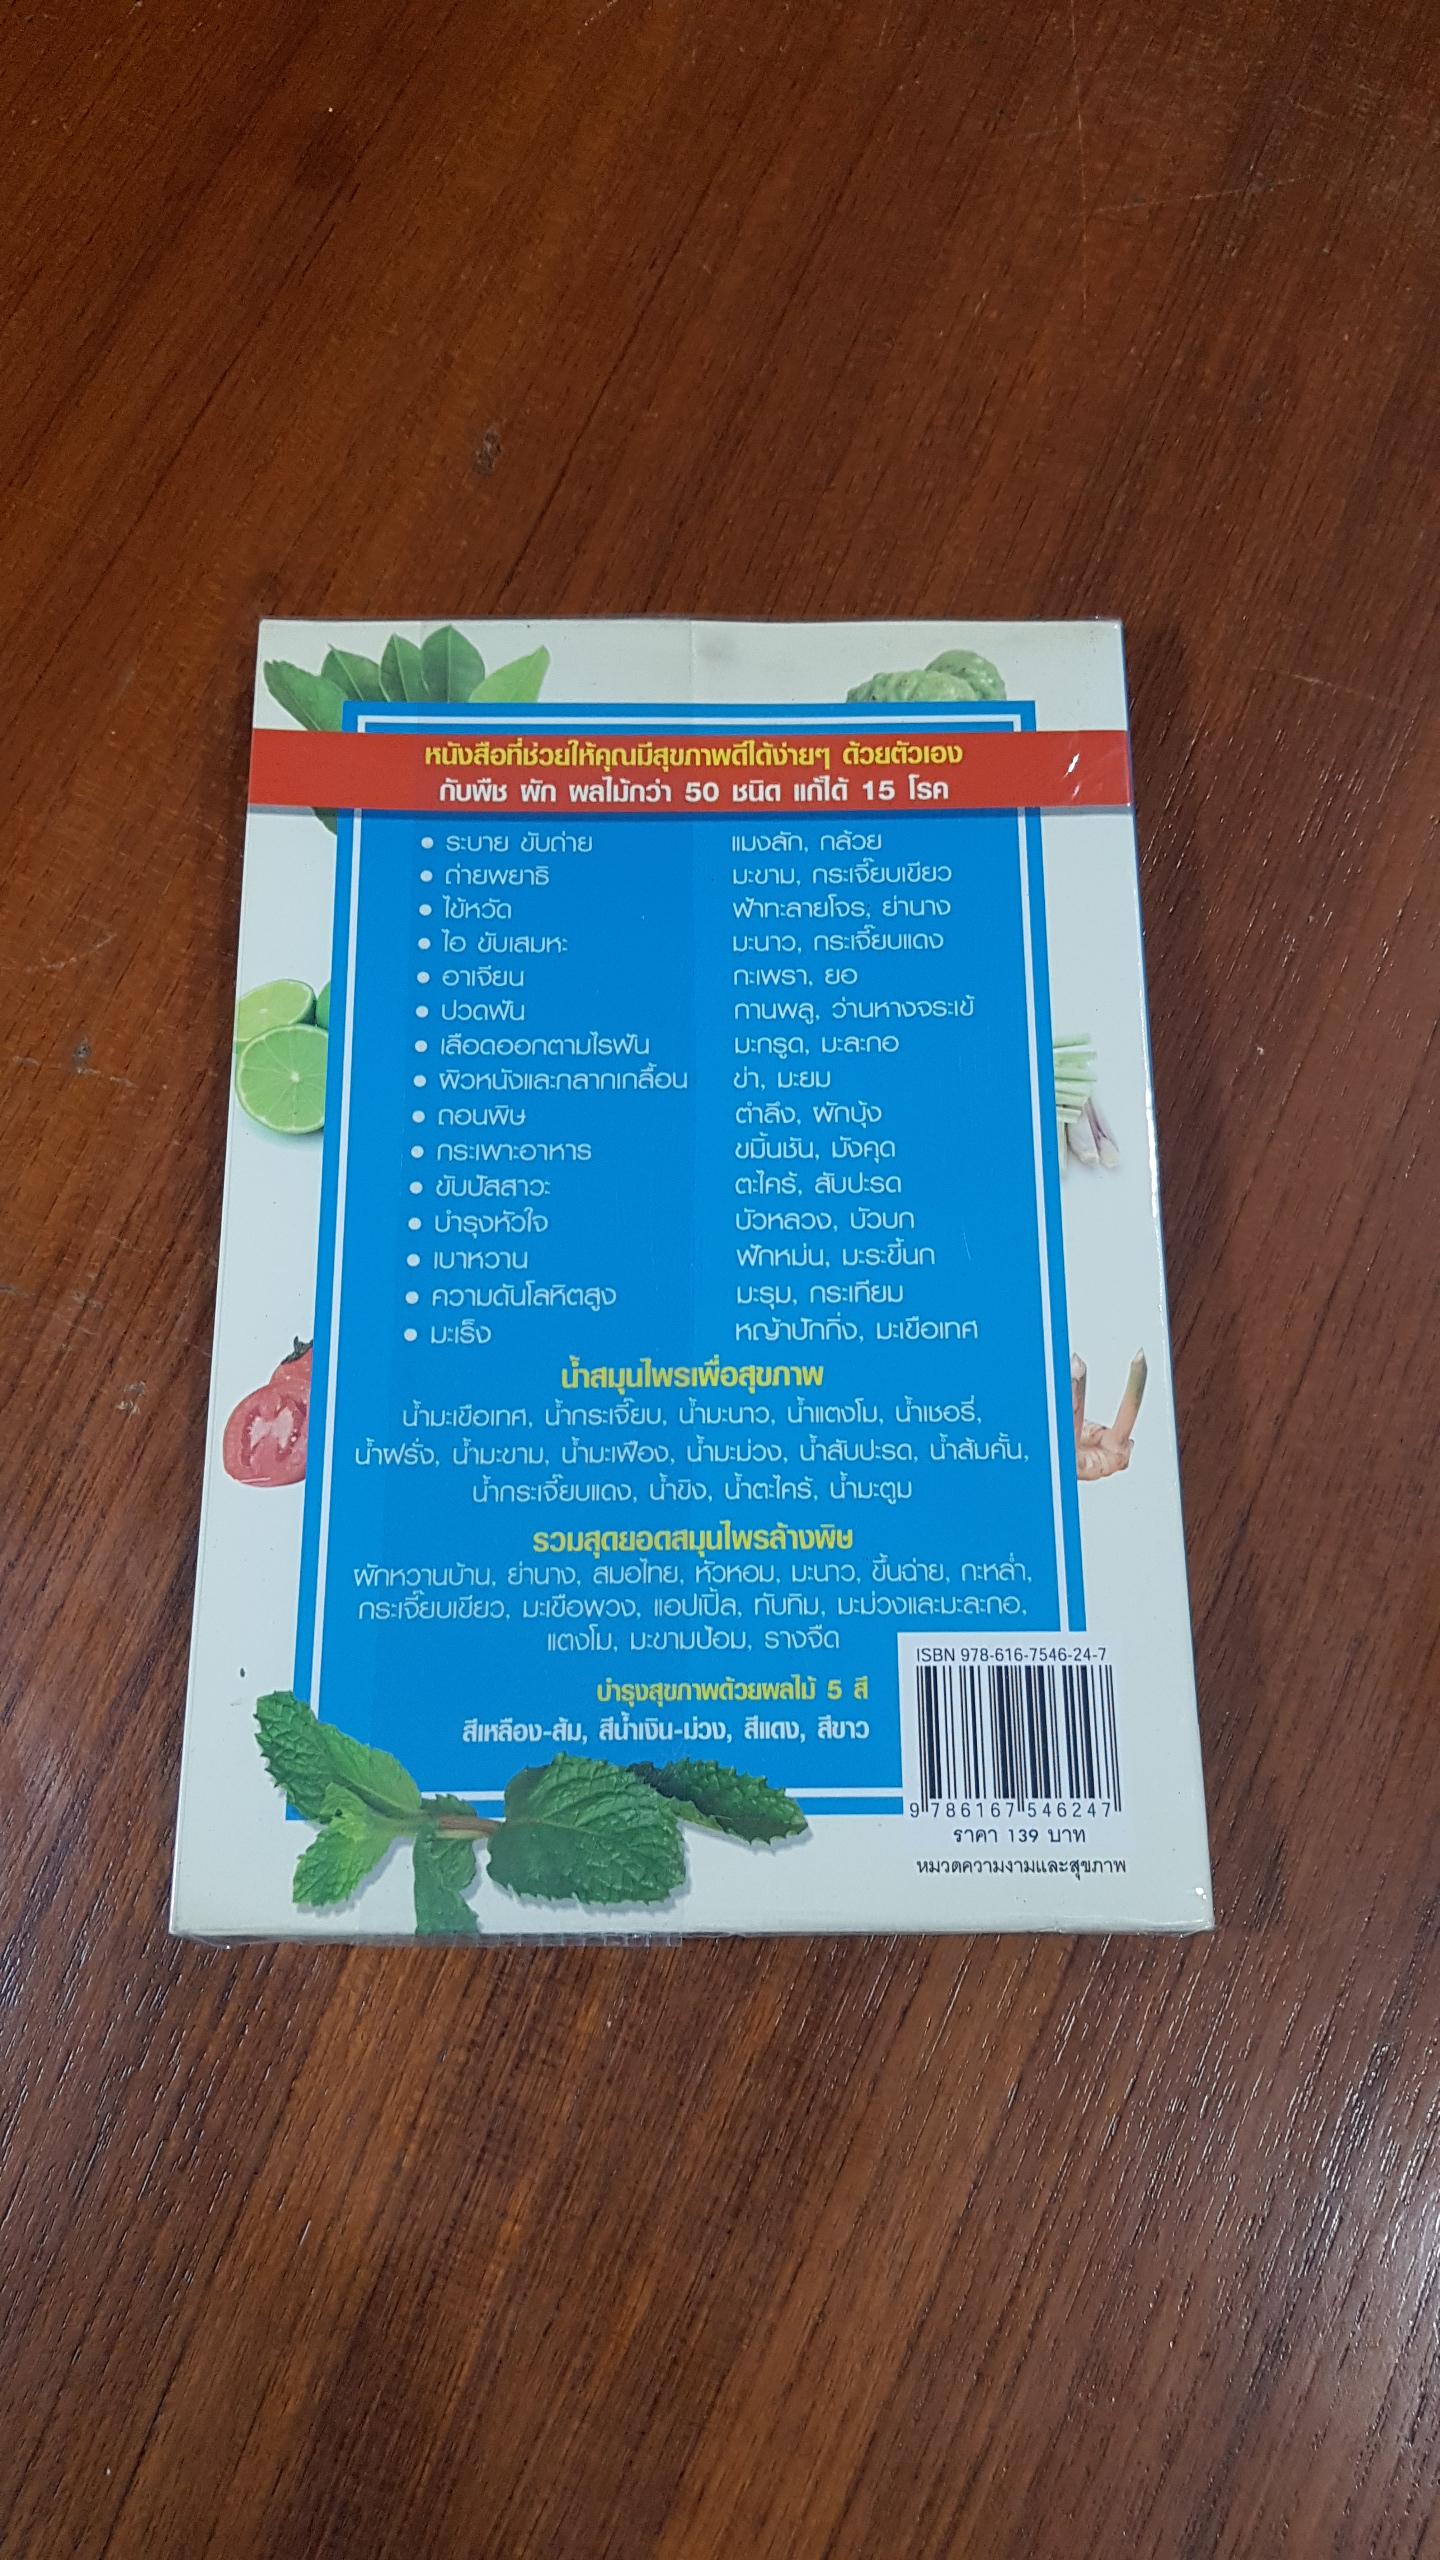 หนังสือที่ช่วยให้คุณมีสุขภาพดีได้ง่ายๆ ด้วยตัวเอง
กับพืช ผัก ผลไม้กว่า 50 ชนิด แก้ได้ 15 โรค
• ระบาย ขับถ่าย แมงลัก, กล้วย
• ถ่ายพยาธิ มะขาม, กระเจี๊ยบเขียว
• ไข้หวัด ฟ้าทะลายโจร, ย่านาง
• ไอ ขับเสมหะ มะนาว, กระเจี๊ยบแดง
• อาเจียน กะเพรา, ยอ
• ปวดฟัน กานพลู, ว่านหางจระเข้
• เลือดออกตามไรฟัน มะกรูด, มะละกอ
• ผิวหนังและกลากเกลื้อน ข่า, มะยม
• ถอนพิษ ตำลึง, ผักบุ้ง
• กระเพาะอาหาร ขมิ้นชัน, มังคุด
• ขับปัสสาวะ ตะไคร้, สับปะรด
• บำรุงหัวใจ บัวหลวง, บัวบก
• เบาหวาน ฟักหม่น, มะระขี้นก
• ความดันโลหิตสูง มะรุม, กระเทียม
• มะเร็ง หญ้าปักกิ่ง, มะเขือเทศ
น้ำสมุนไพรเพื่อสุขภาพ
น้ำมะเขือเทศ, น้ำกระเจี๊ยบ, น้ำมะนาว, น้ำแตงโม, น้ำเชอรี่,
น้ำฝรั่ง, น้ำมะขาม, น้ำมะเฟือง, น้ำมะม่วง, น้ำสับปะรด, น้ำส้มคั้น,
น้ำกระเจี๊ยบแดง, น้ำขิง, น้ำตะไคร้, น้ำมะตูม
รวมสุดยอดสมุนไพรล้างพิษ
ผักหวานบ้าน, ย่านาง, สมอไทย, หัวหอม, มะนาว, ขึ้นฉ่าย, กะหล่ำ,
กระเจี๊ยบเขียว, มะเขือพวง, แอปเปิ้ล, ทับทิม, มะม่วงและมะละกอ,
แตงโม, มะขามป้อม, รางจืด
บำรุงสุขภาพด้วยผลไม้ 5 สี
สีเหลือง-ส้ม, สีน้ำเงิน-ม่วง, สีแดง, สีขาว
ISBN 978-616-7546-24-7
9 786167 546247
ราคา 139 บาท
หมวดความงามและสุขภาพ